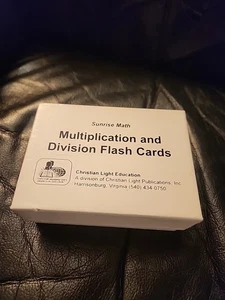 Sunrise Math
Multiplication and
Division Flash Cards
Christian Light Education
A division of Christian Light Publications, Inc.
Harrisonburg, Virginia (540) 434-0750